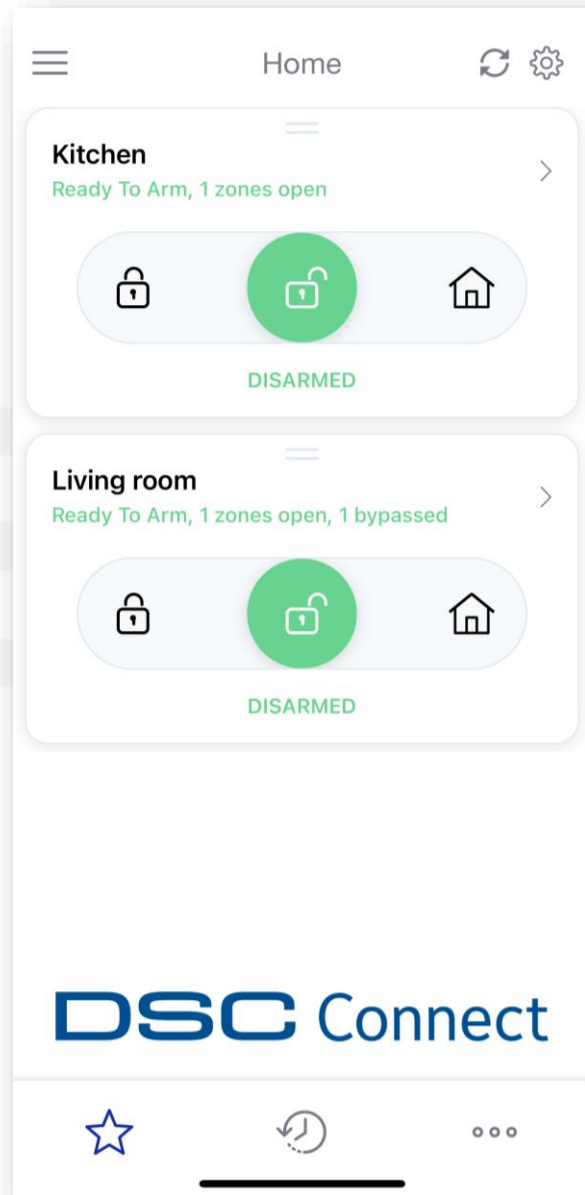 Home
Kitchen
Ready To Arm, 1 zones open
DISARMED
Living room
Ready To Arm, 1 zones open, 1 bypassed
DISARMED
DSC Connect